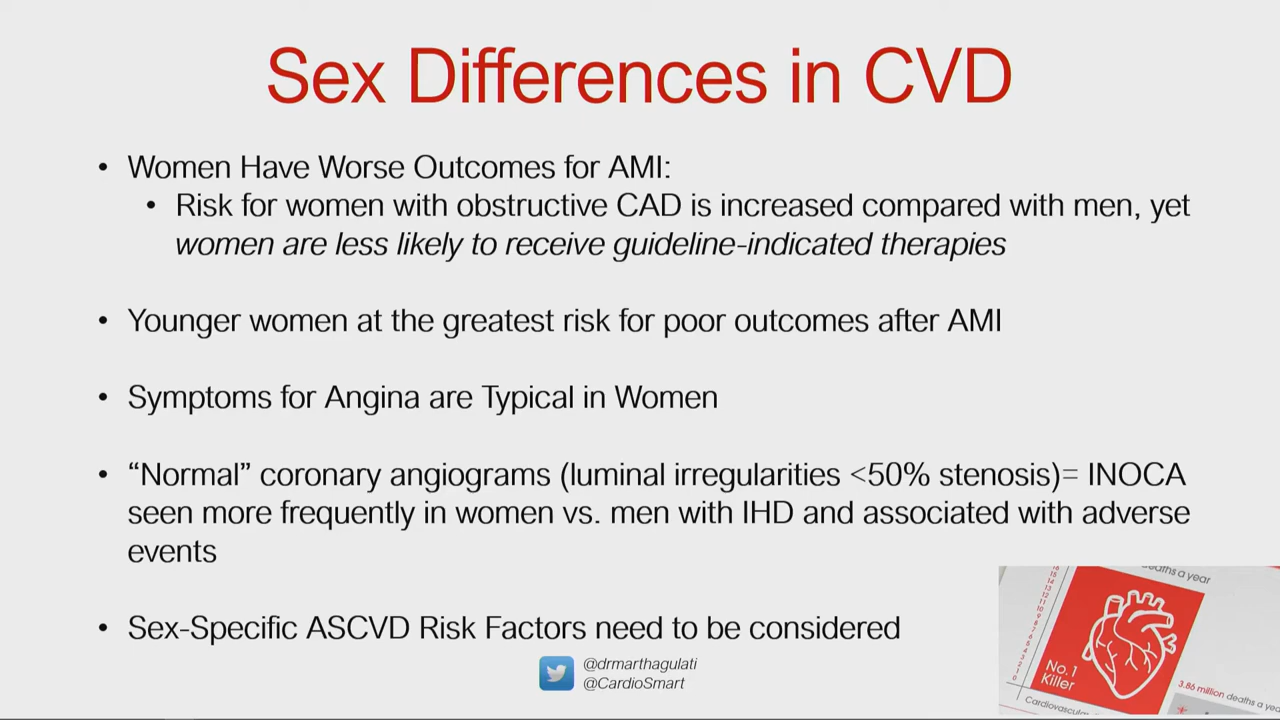 Sex Differences in CVD
• Women Have Worse Outcomes for AMI:
• Risk for women with obstructive CAD is increased compared with men, yet
women are less likely to receive guideline-indicated therapies
• Younger women at the greatest risk for poor outcomes after AMI
• Symptoms for Angina are Typical in Women
• “Normal” coronary angiograms (luminal irregularities <50% stenosis)= INOCA
seen more frequently in women vs. men with IHD and associated with adverse
events
• Sex-Specific ASCVD Risk Factors need to be considered
@drmarthagulati
@CardioSmart
deaths a year
No. 1
Killer
3.86 million deaths a year